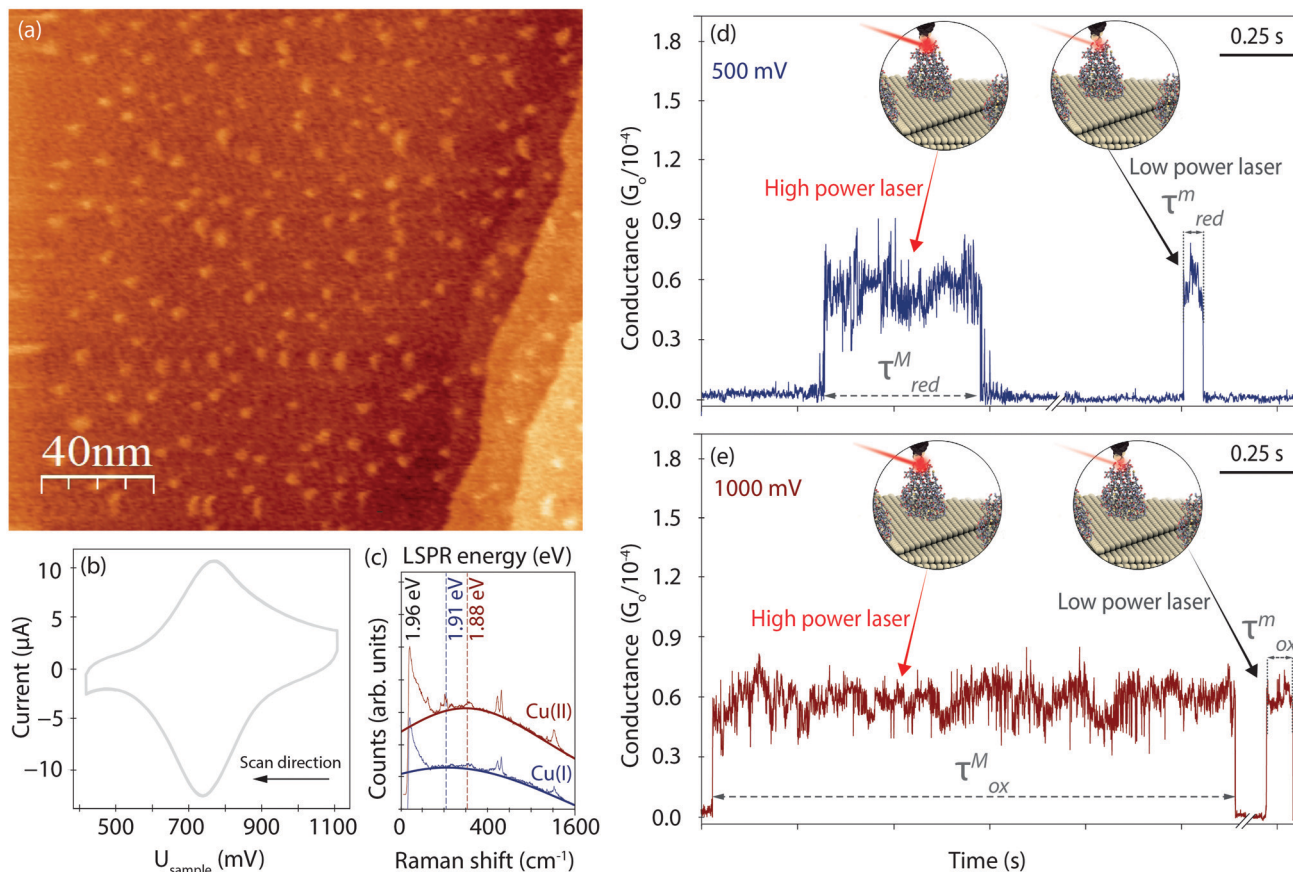 (a)
40nm
(b)
Current (µA)
10
5
0
−5
−10
Scan direction
500
700
900
1100
U_sample (mV)
(c)
LSPR energy (eV)
1.96 eV
1.91 eV
1.88 eV
Counts (arb. units)
Cu(II)
Cu(I)
0
400
1600
Raman shift (cm⁻¹)
(d)
500 mV
0.25 s
Conductance (G₀/10⁻⁴)
1.8
1.5
1.2
0.9
0.6
0.3
0.0
High power laser
Low power laser
τᴹ_red
τᵐ_red
(e)
1000 mV
0.25 s
Conductance (G₀/10⁻⁴)
1.8
1.5
1.2
0.9
0.6
0.3
0.0
High power laser
Low power laser
τᴹ_ox
τᵐ_ox
Time (s)